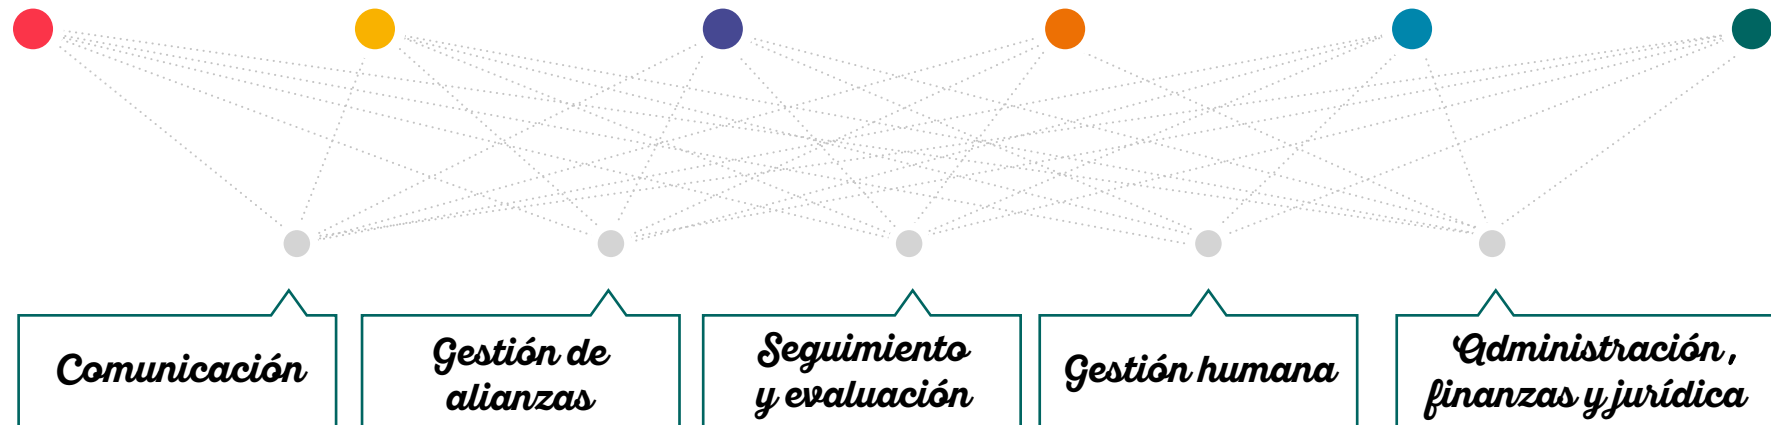 Comunicación
Gestión de
alianzas
Seguimiento
y evaluación
Gestión humana
Administración,
finanzas y jurídica